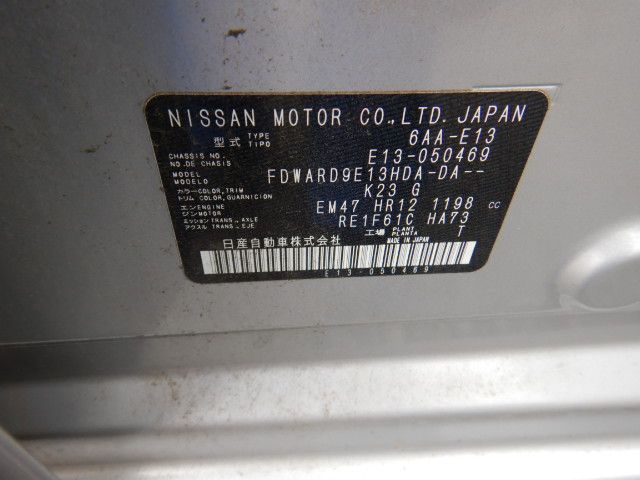 NISSAN MOTOR CO.,LTD. JAPAN
型式 TYPE TIPO 6AA-E13
CHASSIS NO. NO.DE CHASIS E13-050469
MODEL MODELO FDWARD9E13HDA-DA--
カラー COLOR, TRIM トリム COLOR, GUARNICION K23 G
エンジン ENGINE MOTOR EM47 HR12 1198 cc
ミッション TRANS., AXLE アクスル TRANS., EJE RE1F61C HA73
工場 PLANT PLANTA T
日産自動車株式会社 MADE IN JAPAN
E13-050469